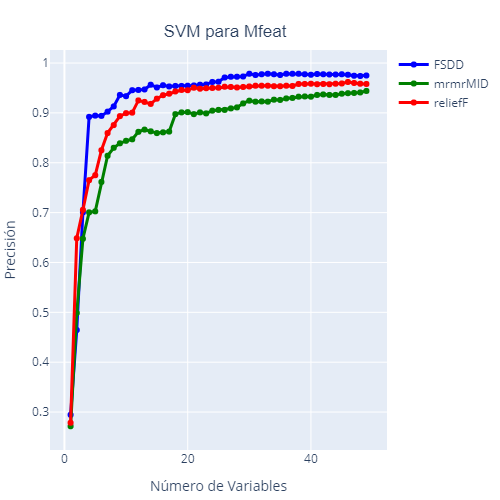 SVM para Mfeat
FSDD
mrmrMID
reliefF
Precisión
1
0.9
0.8
0.7
0.6
0.5
0.4
0.3
0
20
40
Número de Variables